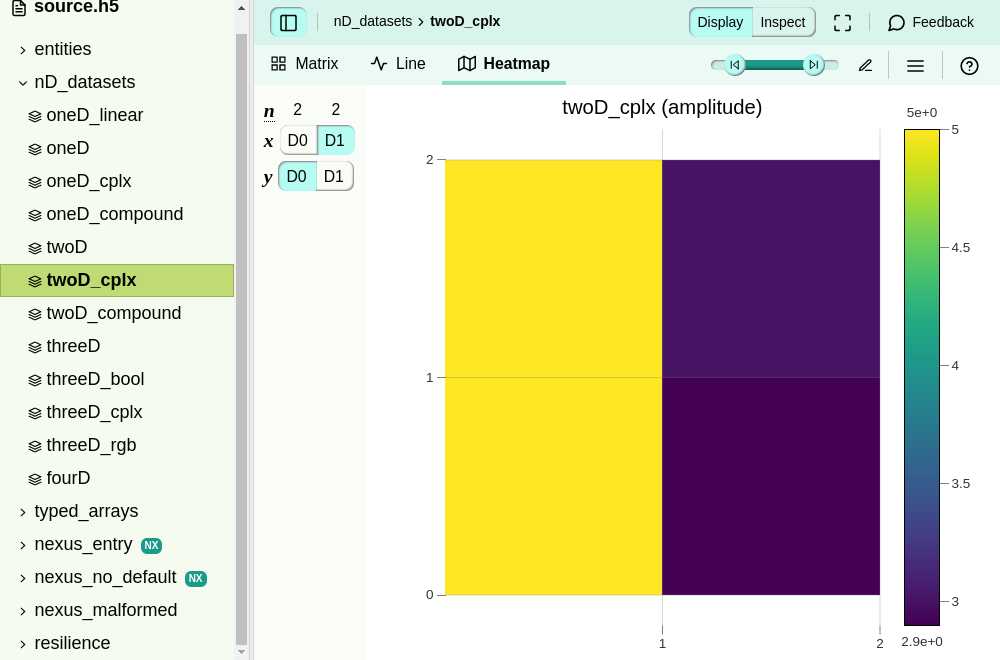 source.h5
entities
nD_datasets
oneD_linear
oneD
oneD_cplx
oneD_compound
twoD
twoD_cplx
twoD_compound
threeD
threeD_bool
threeD_cplx
threeD_rgb
fourD
typed_arrays
nexus_entry NX
nexus_no_default NX
nexus_malformed
resilience
nD_datasets › twoD_cplx
Display Inspect
Feedback
Matrix Line Heatmap
n 2 2
x D0 D1
y D0 D1
twoD_cplx (amplitude)
2
1
0
1 2
5e+0
5
4.5
4
3.5
3
2.9e+0